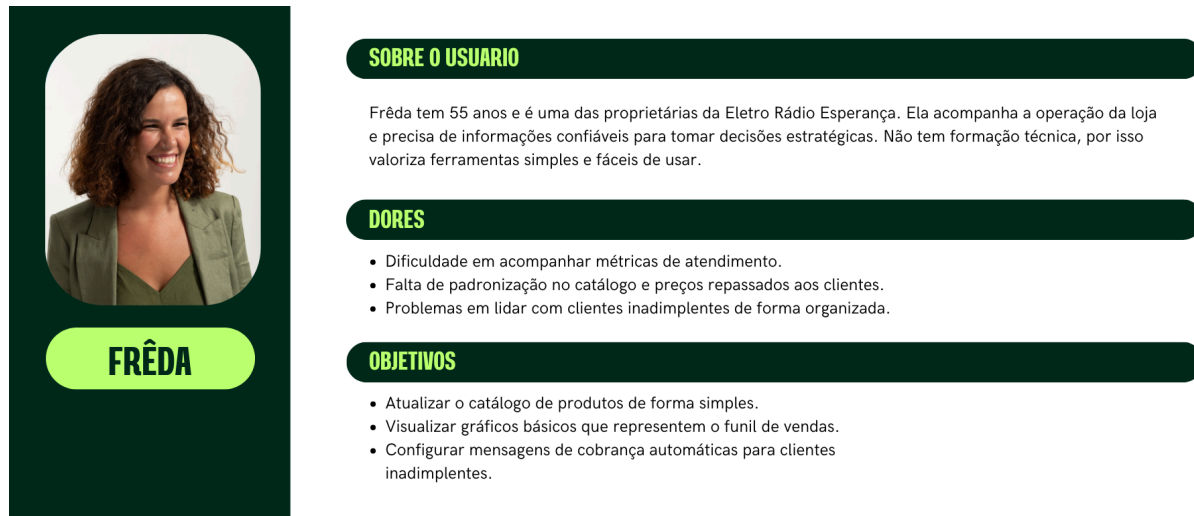 FRÊDA
SOBRE O USUARIO
Frêda tem 55 anos e é uma das proprietárias da Eletro Rádio Esperança. Ela acompanha a operação da loja
e precisa de informações confiáveis para tomar decisões estratégicas. Não tem formação técnica, por isso
valoriza ferramentas simples e fáceis de usar.
DORES
• Dificuldade em acompanhar métricas de atendimento.
• Falta de padronização no catálogo e preços repassados aos clientes.
• Problemas em lidar com clientes inadimplentes de forma organizada.
OBJETIVOS
• Atualizar o catálogo de produtos de forma simples.
• Visualizar gráficos básicos que representem o funil de vendas.
• Configurar mensagens de cobrança automáticas para clientes
inadimplentes.